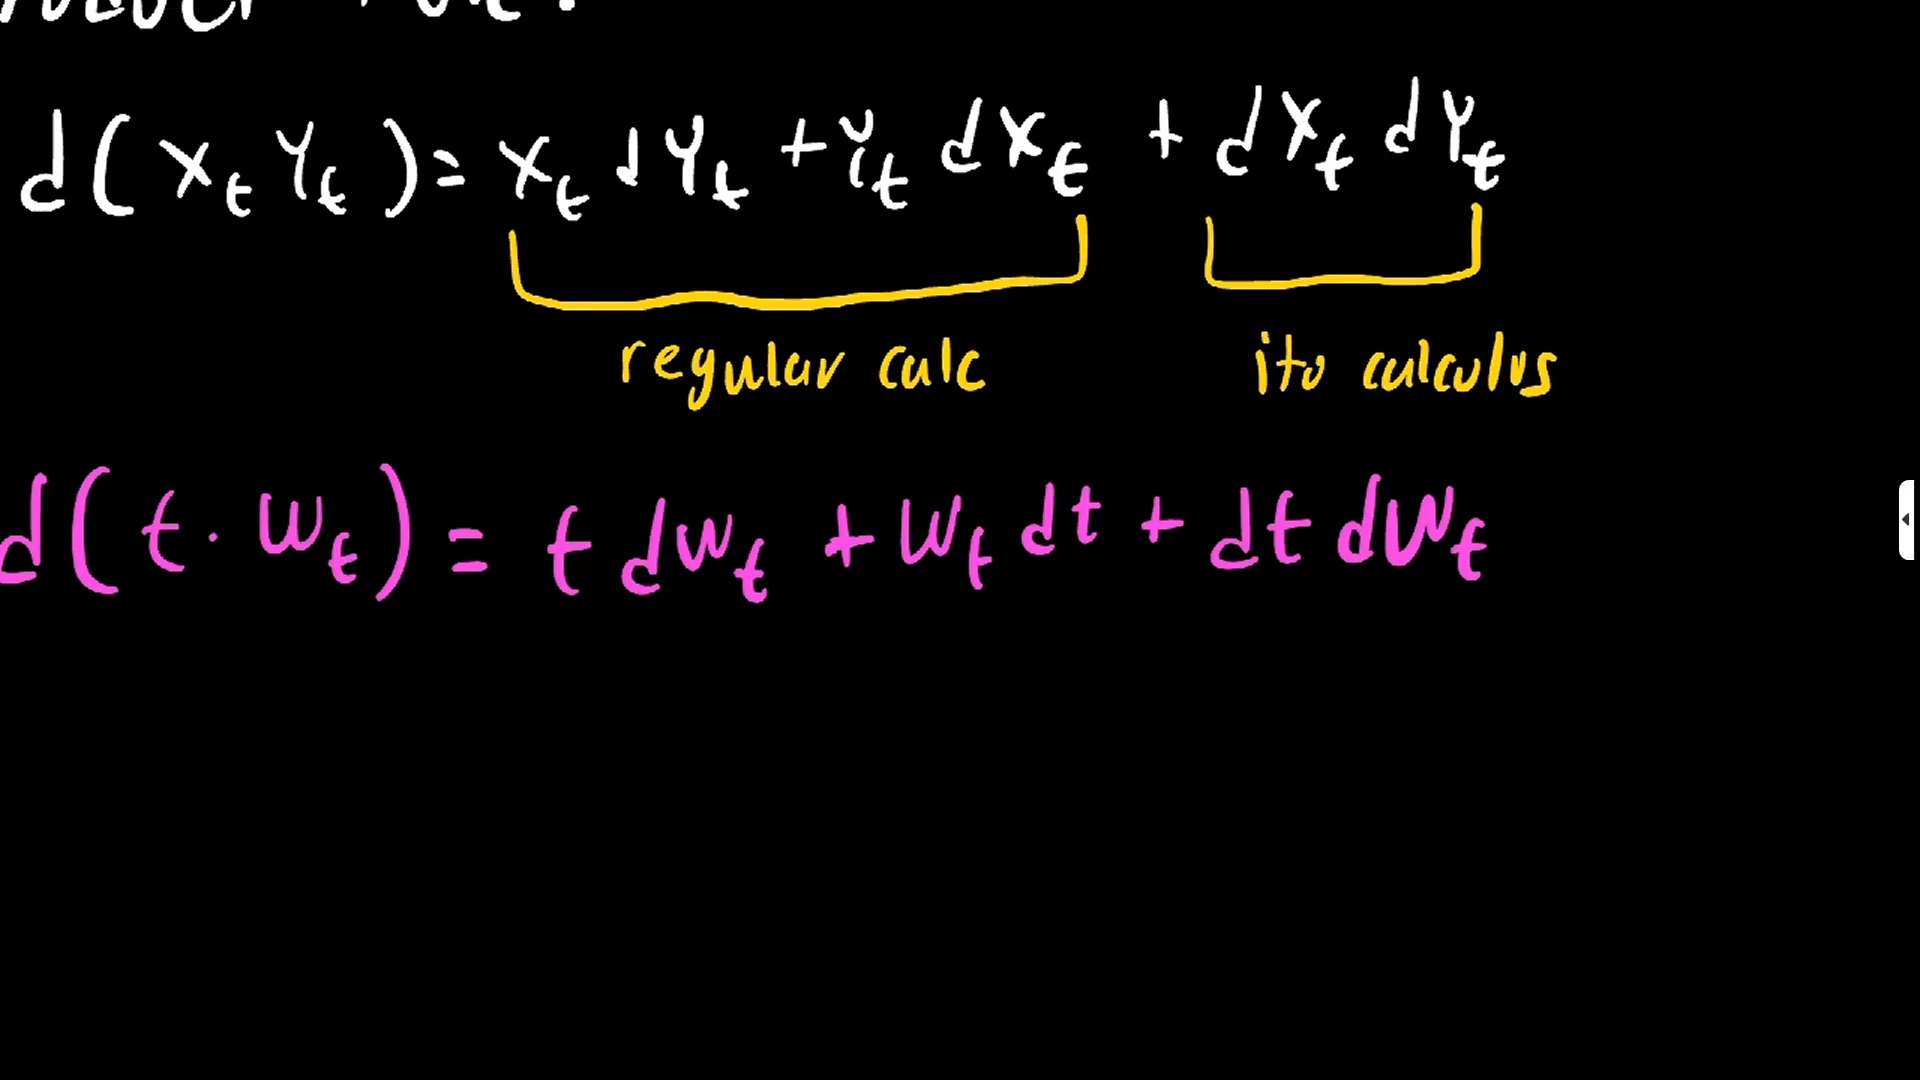 d(X_t Y_t) = X_t dY_t + Y_t dX_t + dX_t dY_t
regular calc ito calculus
d(t · W_t) = t dW_t + W_t dt + dt dW_t